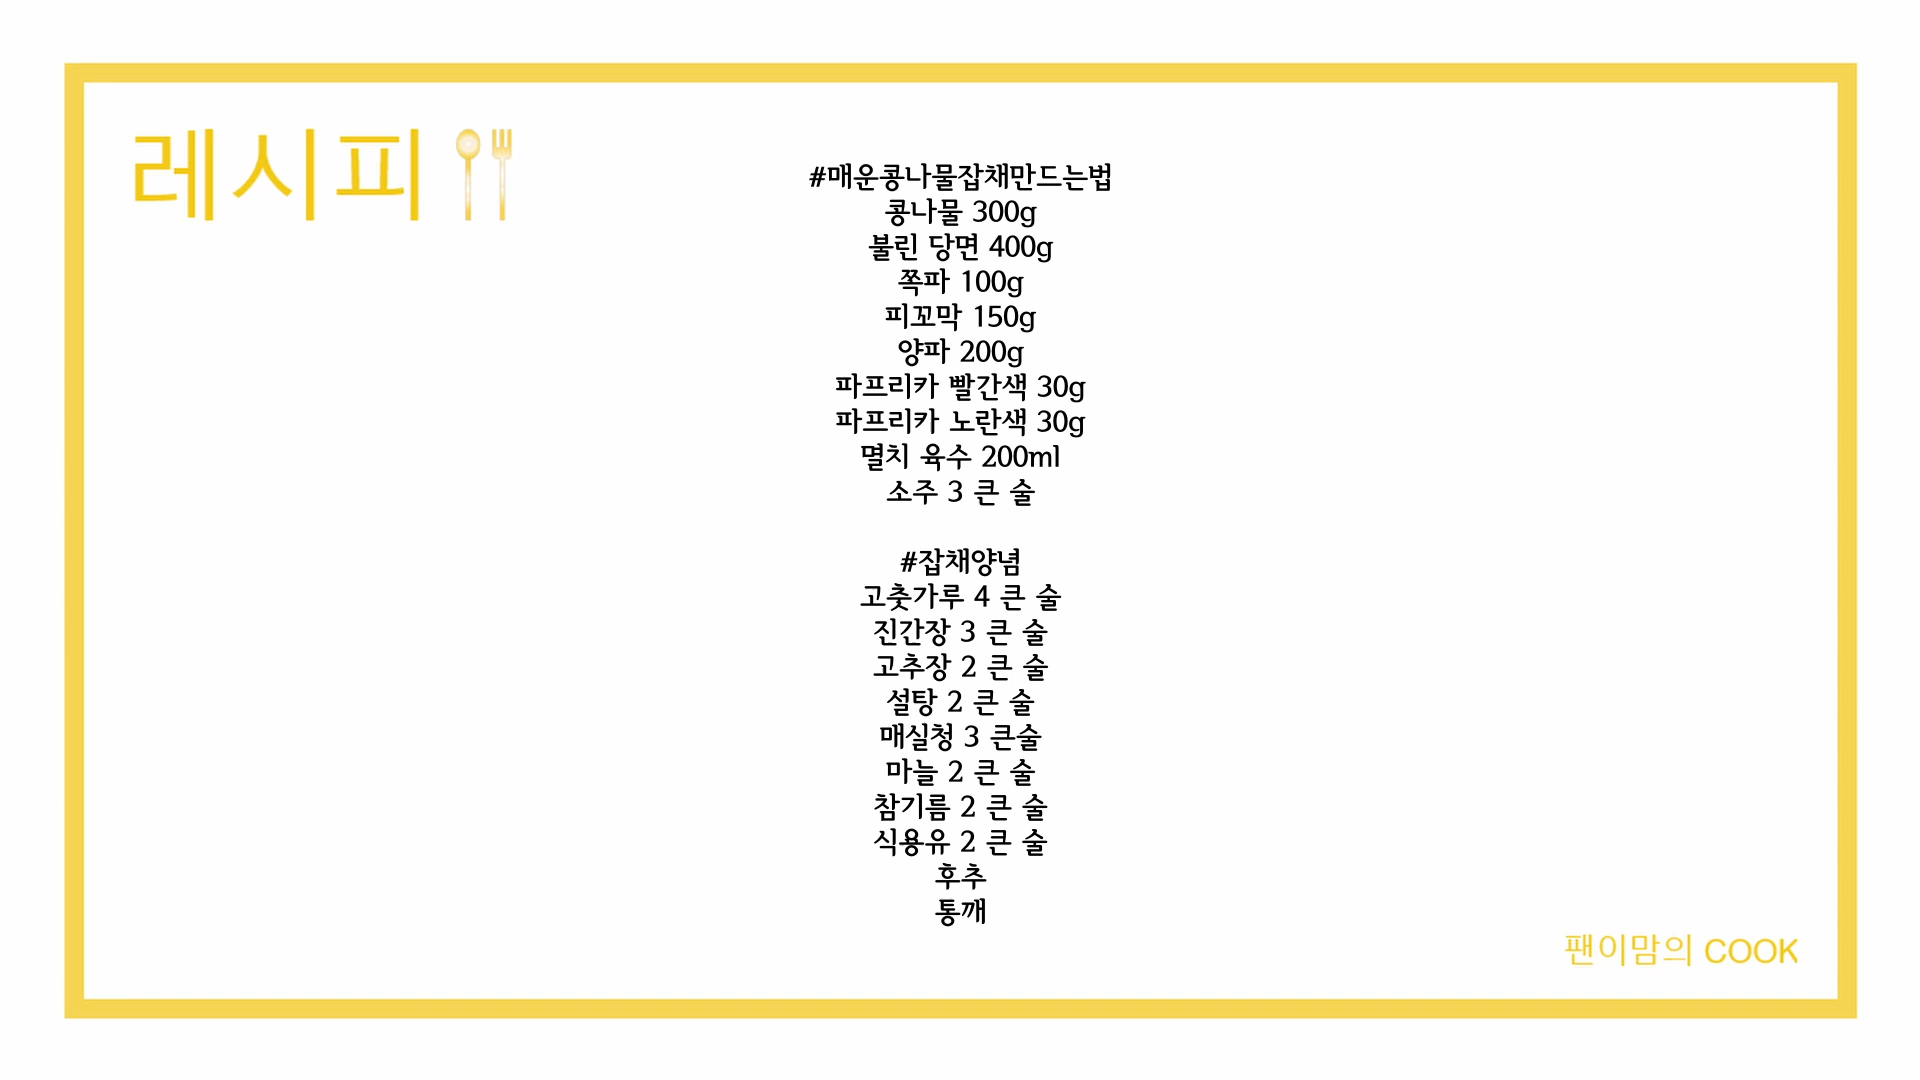 레시피
#매운콩나물잡채만드는법
콩나물 300g
불린 당면 400g
쪽파 100g
피꼬막 150g
양파 200g
파프리카 빨간색 30g
파프리카 노란색 30g
멸치 육수 200ml
소주 3 큰 술
#잡채양념
고춧가루 4 큰 술
진간장 3 큰 술
고추장 2 큰 술
설탕 2 큰 술
매실청 3 큰술
마늘 2 큰 술
참기름 2 큰 술
식용유 2 큰 술
후추
통깨
팬이맘의 COOK